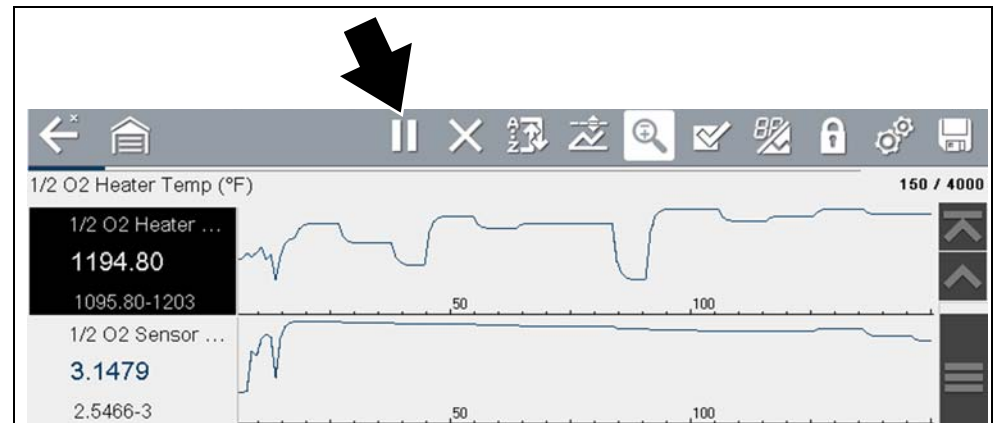 1/2 O2 Heater Temp (°F)
150 / 4000
1/2 O2 Heater ...
1194.80
1095.80-1203
50
100
1/2 O2 Sensor ...
3.1479
2.5466-3
50
100